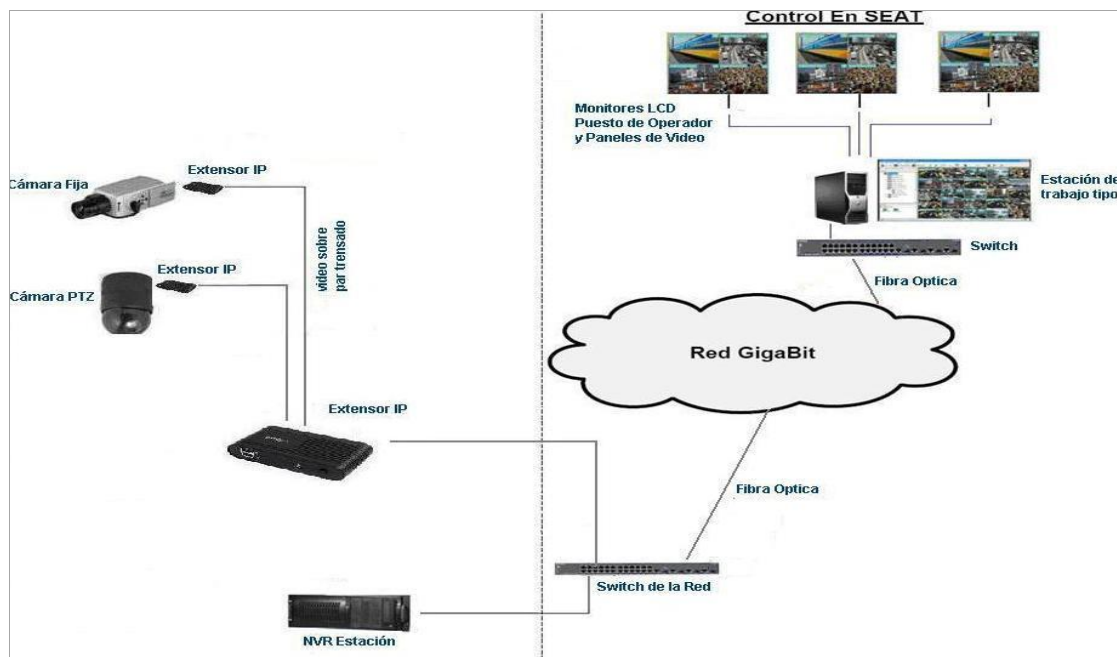 Control En SEAT
Monitores LCD
Puesto de Operador
y Paneles de Video
Extensor IP
Cámara Fija
Estación de
trabajo tipo
Switch
Extensor IP
Cámara PTZ
video sobre
par trensado
Fibra Optica
Red GigaBit
Extensor IP
Fibra Optica
Switch de la Red
NVR Estación